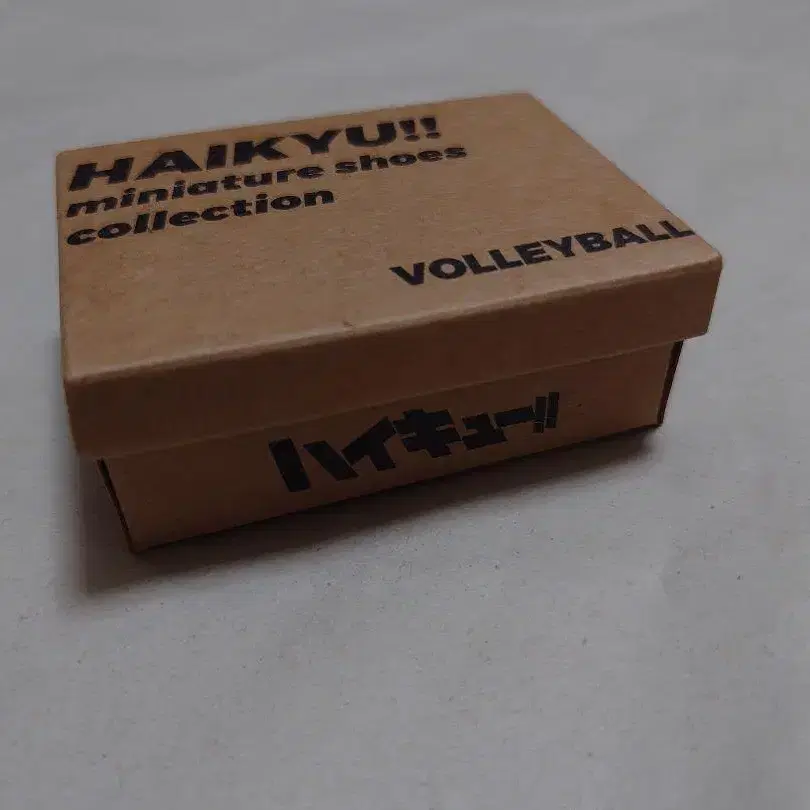 HAIKYU!!
miniature shoes
collection
VOLLEYBALL
ハイキュー!!